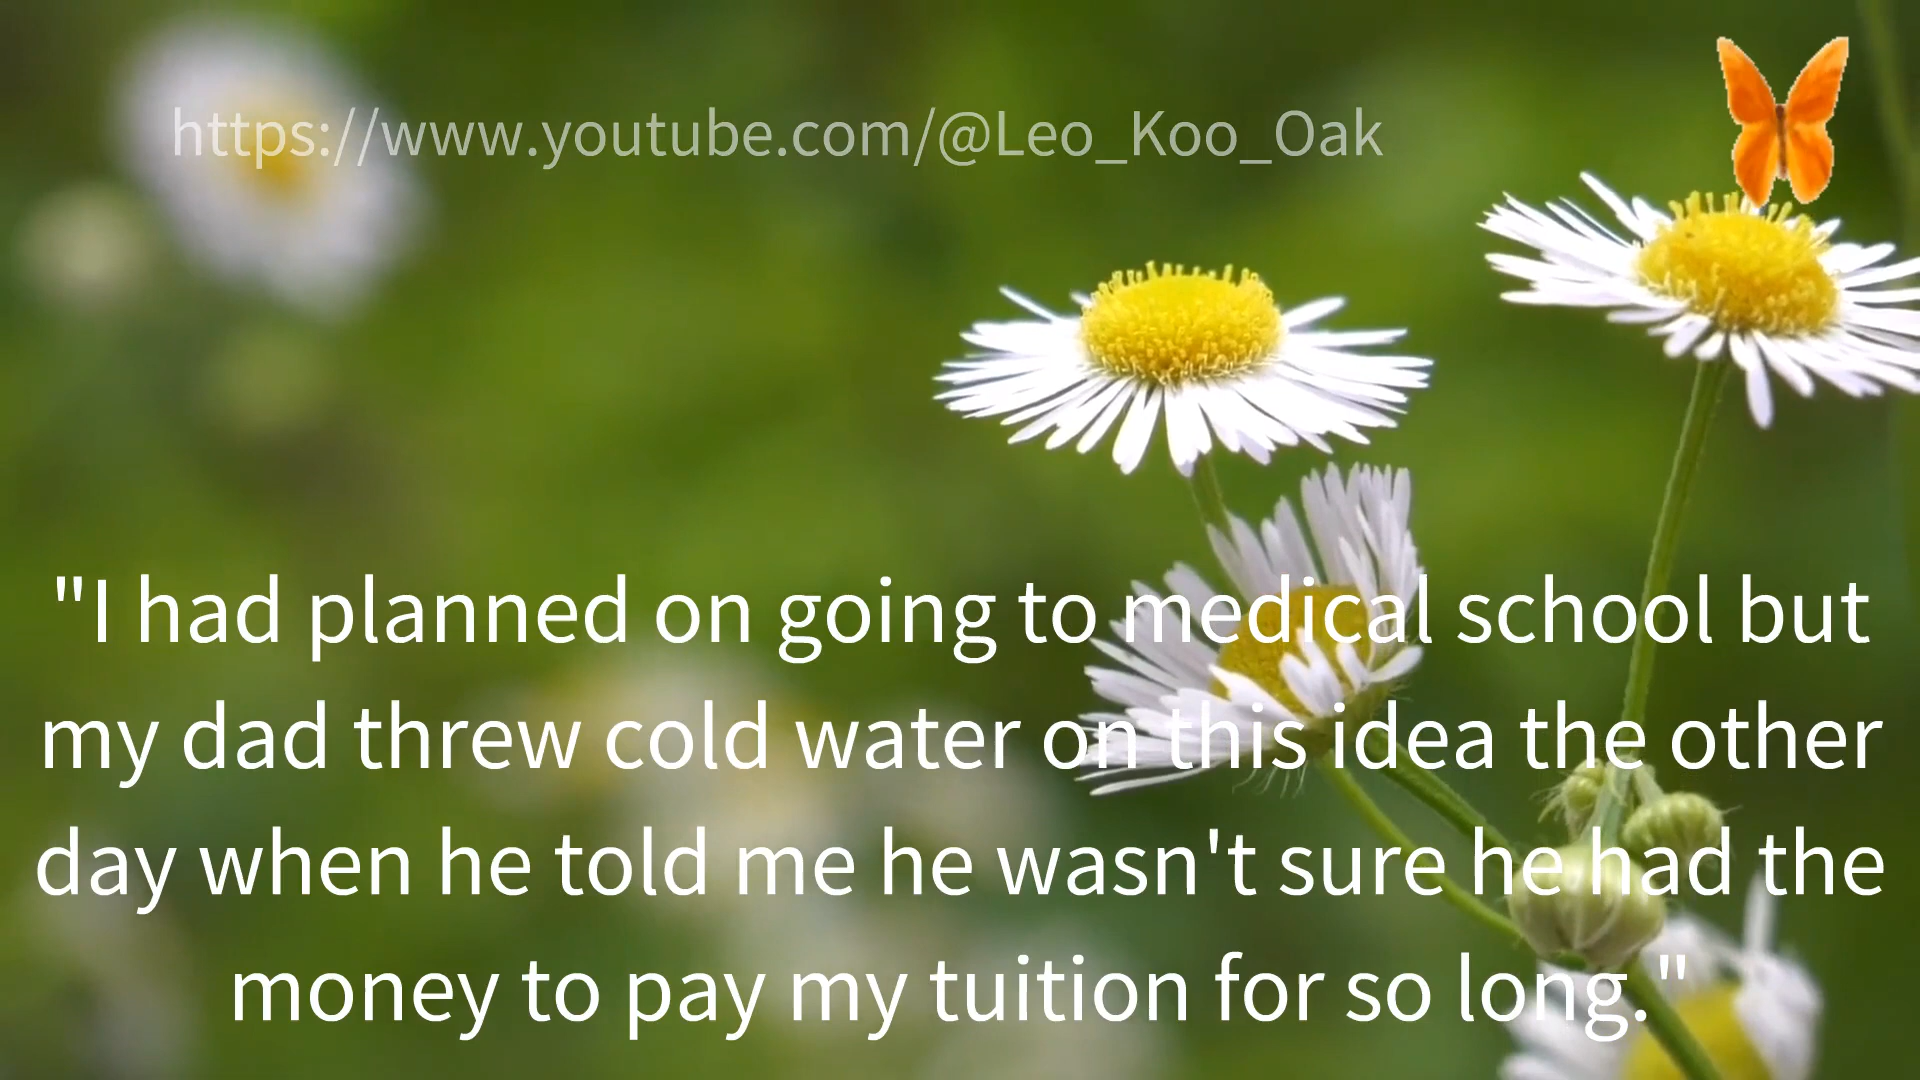 https://www.youtube.com/@Leo_Koo_Oak
"I had planned on going to medical school but
my dad threw cold water on this idea the other
day when he told me he wasn't sure he had the
money to pay my tuition for so long."